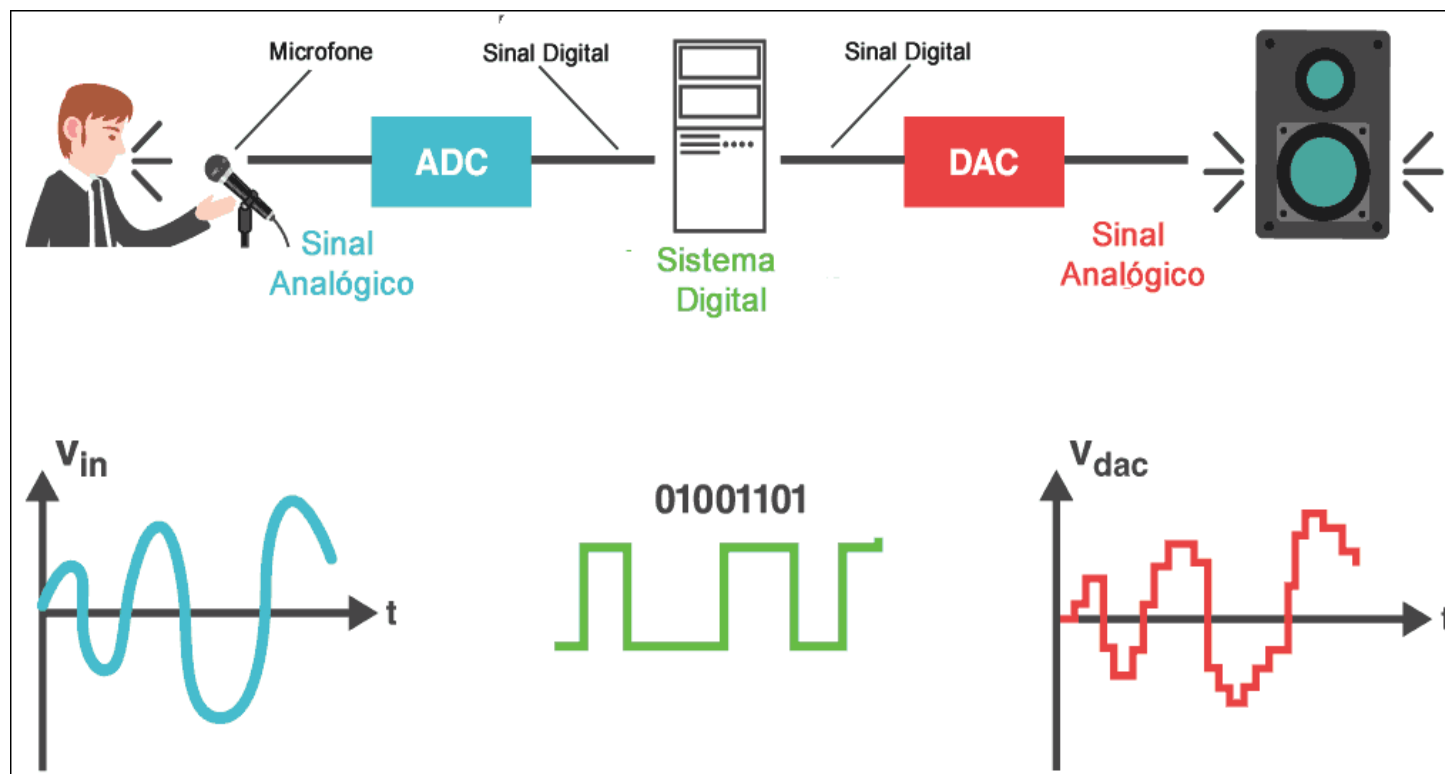 Microfone
Sinal Digital
Sinal Digital
ADC
DAC
Sinal
Analógico
Sistema
Digital
Sinal
Analógico
Vin
t
01001101
Vdac
t